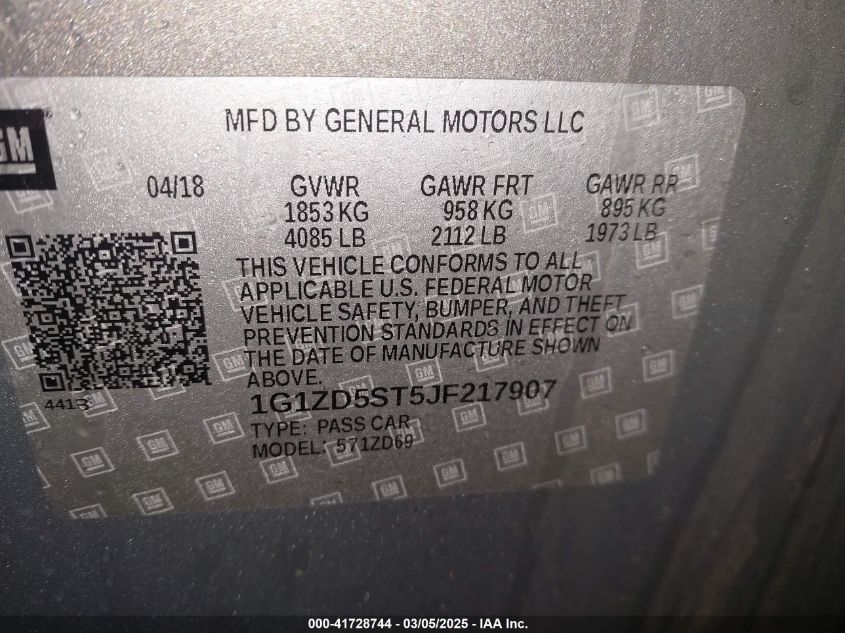 GM
MFD BY GENERAL MOTORS LLC
04/18 GVWR GAWR FRT GAWR RR
1853 KG 958 KG 895 KG
4085 LB 2112 LB 1973 LB
THIS VEHICLE CONFORMS TO ALL
APPLICABLE U.S. FEDERAL MOTOR
VEHICLE SAFETY, BUMPER, AND THEFT
PREVENTION STANDARDS IN EFFECT ON
THE DATE OF MANUFACTURE SHOWN
ABOVE.
441B
1G1ZD5ST5JF217907
TYPE: PASS CAR
MODEL: 571ZD69
000-41728744 - 03/05/2025 - IAA Inc.